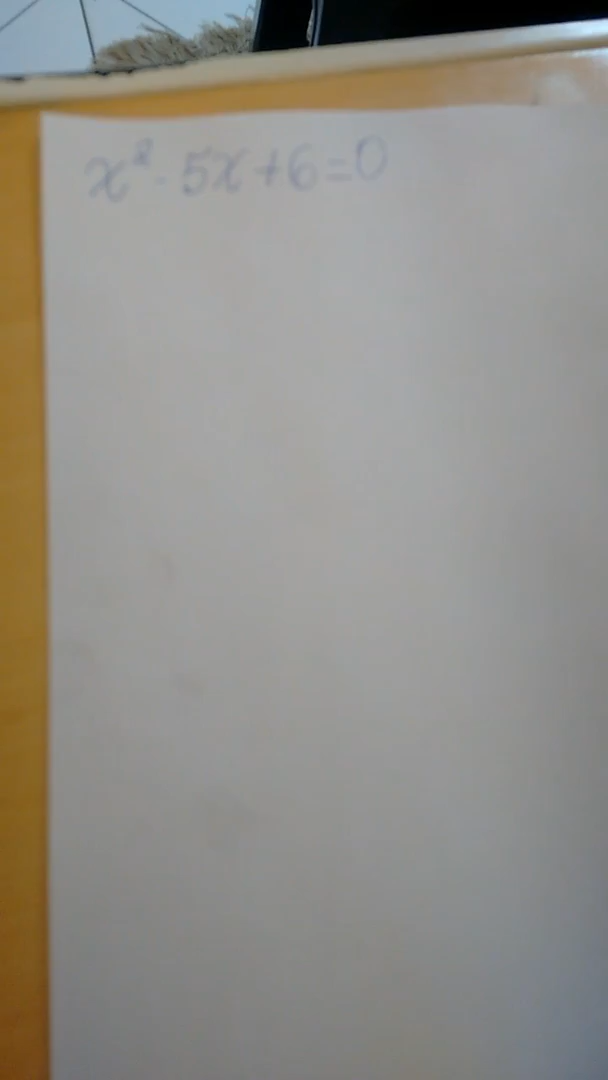 x² - 5x + 6 = 0